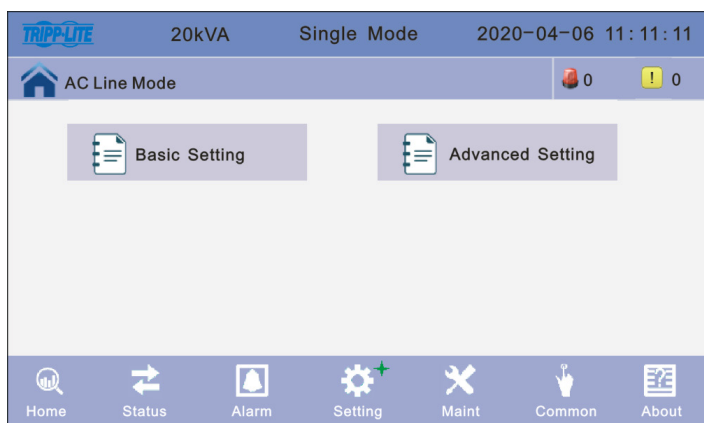 TRIPP-LITE 20kVA Single Mode 2020-04-06 11:11:11
AC Line Mode 0 ! 0
Basic Setting Advanced Setting
Home Status Alarm Setting Maint Common About